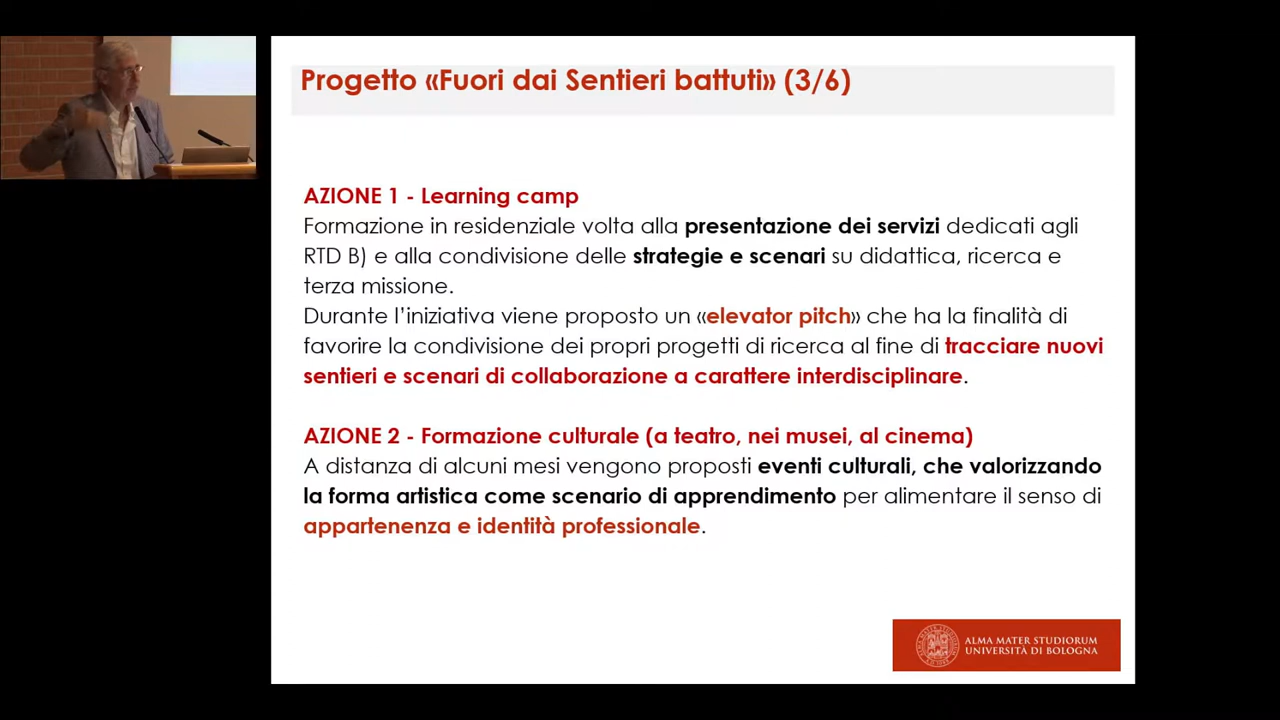 Progetto «Fuori dai Sentieri battuti» (3/6)
AZIONE 1 - Learning camp
Formazione in residenziale volta alla presentazione dei servizi dedicati agli
RTD B) e alla condivisione delle strategie e scenari su didattica, ricerca e
terza missione.
Durante l’iniziativa viene proposto un «elevator pitch» che ha la finalità di
favorire la condivisione dei propri progetti di ricerca al fine di tracciare nuovi
sentieri e scenari di collaborazione a carattere interdisciplinare.
AZIONE 2 - Formazione culturale (a teatro, nei musei, al cinema)
A distanza di alcuni mesi vengono proposti eventi culturali, che valorizzando
la forma artistica come scenario di apprendimento per alimentare il senso di
appartenenza e identità professionale.
ALMA MATER STUDIORUM
UNIVERSITÀ DI BOLOGNA